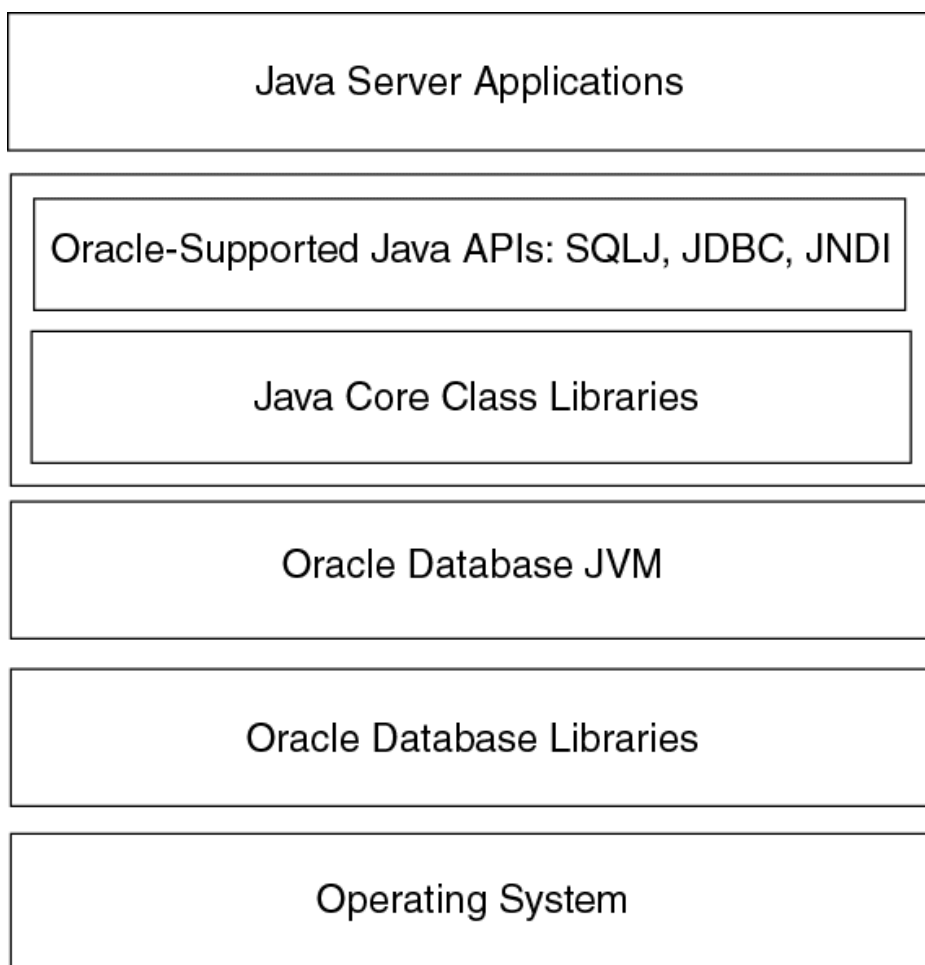 Java Server Applications
Oracle-Supported Java APIs: SQLJ, JDBC, JNDI
Java Core Class Libraries
Oracle Database JVM
Oracle Database Libraries
Operating System